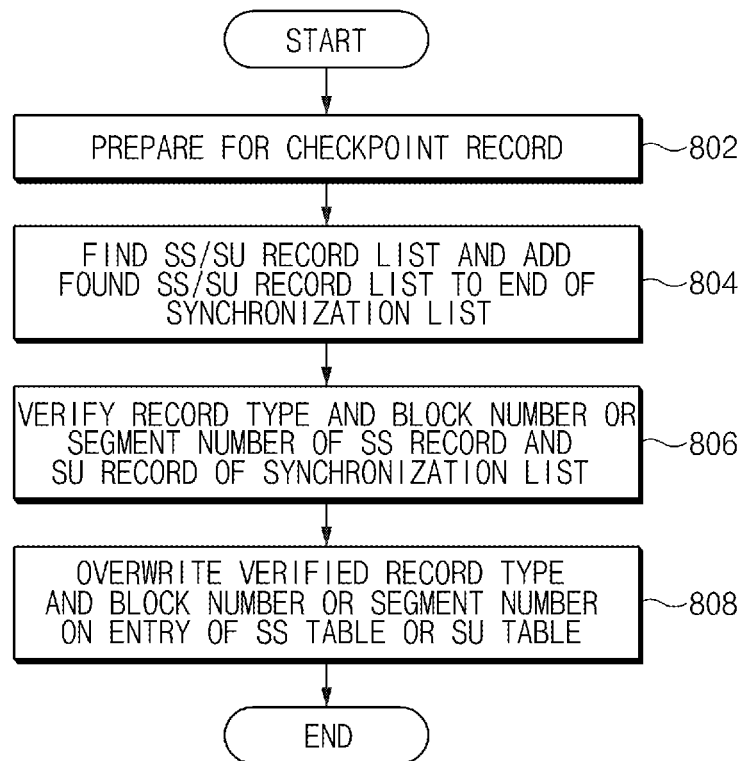 START
PREPARE FOR CHECKPOINT RECORD
802
FIND SS/SU RECORD LIST AND ADD
FOUND SS/SU RECORD LIST TO END OF
SYNCHRONIZATION LIST
804
VERIFY RECORD TYPE AND BLOCK NUMBER OR
SEGMENT NUMBER OF SS RECORD AND
SU RECORD OF SYNCHRONIZATION LIST
806
OVERWRITE VERIFIED RECORD TYPE
AND BLOCK NUMBER OR SEGMENT NUMBER
ON ENTRY OF SS TABLE OR SU TABLE
808
END